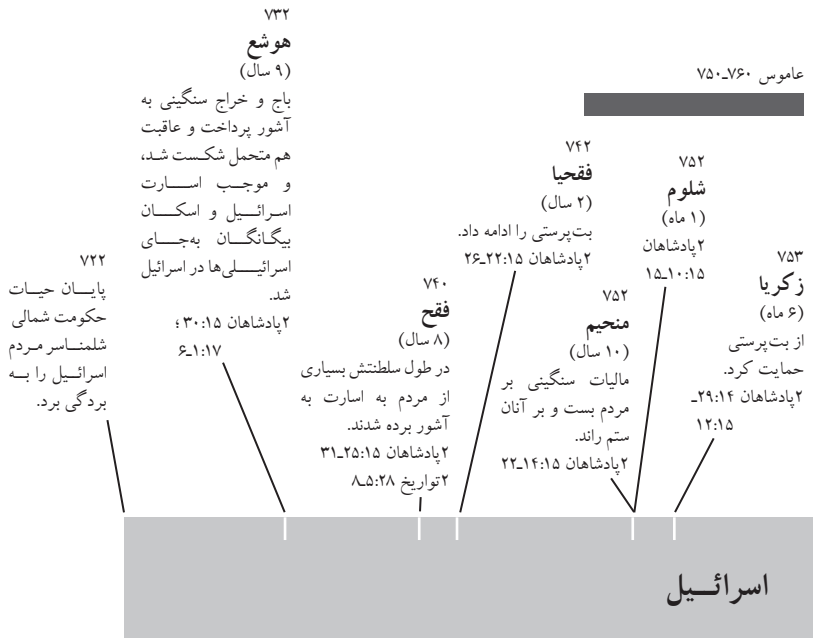 عاموس ۷۶۰ـ۷۵۰
۷۵۳
زکریا
(۶ ماه)
از بت‌پرستی
حمایت کرد.
۲پادشاهان ۲۹:۱۴ـ
۱۲:۱۵
۷۵۲
شلوم
(۱ ماه)
۲پادشاهان
۱۰:۱۵ـ۱۵
۷۵۲
منحیم
(۱۰ سال)
مالیات سنگینی بر
مردم بست و بر آنان
ستم راند.
۲پادشاهان ۱۴:۱۵ـ۲۲
۷۴۲
فقحیا
(۲ سال)
بت‌پرستی را ادامه داد.
۲پادشاهان ۲۲:۱۵ـ۲۶
۷۴۰
فقح
(۸ سال)
در طول سلطنتش بسیاری
از مردم به اسارت به
آشور برده شدند.
۲پادشاهان ۲۵:۱۵ـ۳۱
۲تواریخ ۵:۲۸ـ۸
۷۳۲
هوشع
(۹ سال)
باج و خراج سنگینی به
آشور پرداخت و عاقبت
هم متحمل شکست شد،
و موجب اسارت
اسرائیل و اسکان
بیگانگان به‌جای
اسرائیلی‌ها در اسرائیل
شد.
۲پادشاهان ۳۰:۱۵؛
۱:۱۷ـ۶
۷۲۲
پایان حیات
حکومت شمالی
شلمناسر مردم
اسرائیل را به
بردگی برد.
اسرائیل